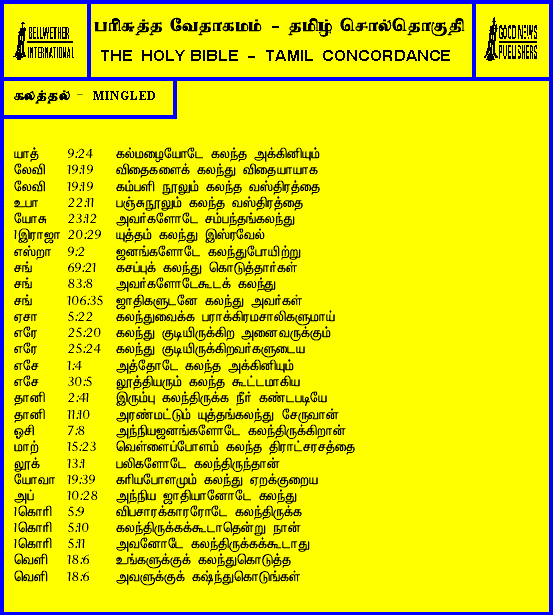 BELLWETHER
INTERNATIONAL
பரிசுத்த வேதாகமம் - தமிழ் சொல்தொகுதி
THE HOLY BIBLE - TAMIL CONCORDANCE
GOOD NEWS
PUBLISHERS
கலத்தல் - MINGLED
யாத் 9:24 கல்மழையோடே கலந்த அக்கினியும்
லேவி 19:19 விதைகளைக் கலந்து விதையாயாக
லேவி 19:19 கம்பளி நூலும் கலந்த வஸ்திரத்தை
உபா 22:11 பஞ்சுநூலும் கலந்த வஸ்திரத்தை
யோசு 23:12 அவர்களோடே சம்பந்தங்கலந்து
1இராஜா 20:29 யுத்தம் கலந்து இஸ்ரவேல்
எஸ்றா 9:2 ஜனங்களோடே கலந்துபோயிற்று
சங் 69:21 கசப்புக் கலந்து கொடுத்தார்கள்
சங் 83:8 அவர்களோடேகூடக் கலந்து
சங் 106:35 ஜாதிகளுடனே கலந்து அவர்கள்
ஏசா 5:22 கலந்துவைக்க பராக்கிரமசாலிகளுமாய்
எரே 25:20 கலந்து குடியிருக்கிற அனைவருக்கும்
எரே 25:24 கலந்து குடியிருக்கிறவர்களுடைய
எசே 1:4 அத்தோடே கலந்த அக்கினியும்
எசே 30:5 லூத்தியரும் கலந்த கூட்டமாகிய
தானி 2:41 இரும்பு கலந்திருக்க நீர் கண்டபடியே
தானி 11:10 அரண்மட்டும் யுத்தங்கலந்து சேருவான்
ஓசி 7:8 அந்நியஜனங்களோடே கலந்திருக்கிறான்
மாற் 15:23 வெள்ளைப்போளம் கலந்த திராட்சரசத்தை
லூக் 13:1 பலிகளோடே கலந்திருந்தான்
யோவா 19:39 கரியபோளமும் கலந்து ஏறக்குறைய
அப் 10:28 அந்நிய ஜாதியானோடே கலந்து
1கொரி 5:9 விபசாரக்காரரோடே கலந்திருக்க
1கொரி 5:10 கலந்திருக்கக்கூடாதென்று நான்
1கொரி 5:11 அவனோடே கலந்திருக்கக்கூடாது
வெளி 18:6 உங்களுக்குக் கலந்துகொடுத்த
வெளி 18:6 அவளுக்குக் கஷ்ந்துகொடுங்கள்